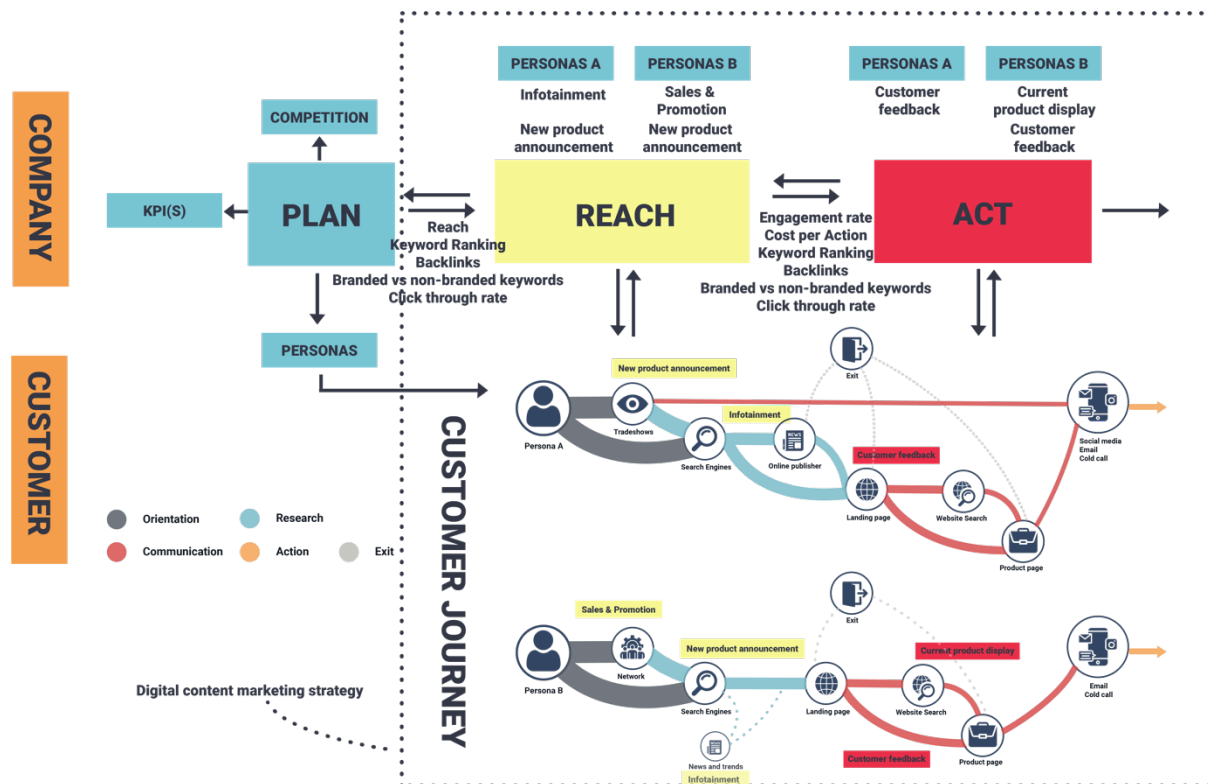 COMPANY
CUSTOMER
COMPETITION
KPI(S)
PLAN
PERSONAS
Reach
Keyword Ranking
Backlinks
Branded vs non-branded keywords
Click through rate
PERSONAS A
Infotainment
New product
announcement
PERSONAS B
Sales &
Promotion
New product
announcement
REACH
Engagement rate
Cost per Action
Keyword Ranking
Backlinks
Branded vs non-branded keywords
Click through rate
PERSONAS A
Customer
feedback
PERSONAS B
Current
product display
Customer
feedback
ACT
CUSTOMER JOURNEY
Orientation
Research
Communication
Action
Exit
Digital content marketing strategy
New product announcement
Persona A
Tradeshows
Infotainment
Search Engines
Online publisher
Exit
Customer feedback
Landing page
Website Search
Product page
Social media
Email
Cold call
Sales & Promotion
Persona B
Network
New product announcement
Search Engines
News and trends
Infotainment
Exit
Landing page
Current product display
Website Search
Customer feedback
Product page
Email
Cold call